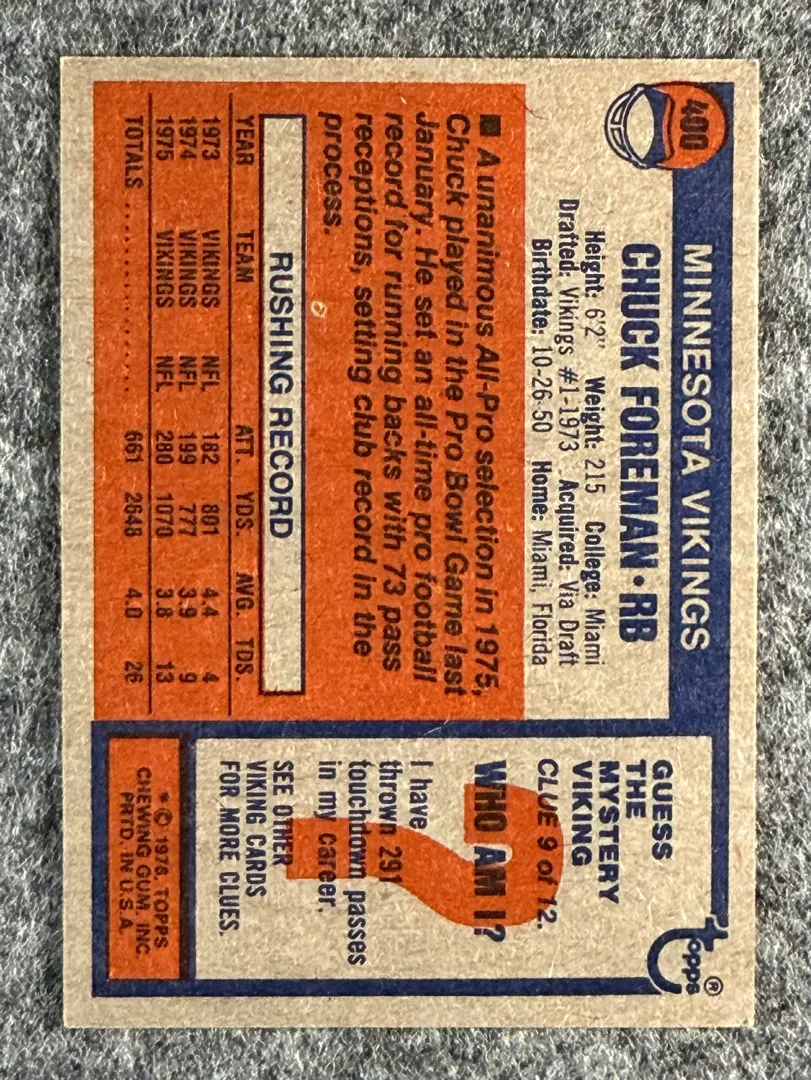 400
MINNESOTA VIKINGS
CHUCK FOREMAN • RB
Height: 6'2" Weight: 215 College: Miami
Drafted: Vikings #1-1973 Acquired: Via Draft
Birthdate: 10-26-50 Home: Miami, Florida
■ A unanimous All-Pro selection in 1975,
Chuck played in the Pro Bowl Game last
January. He set an all-time pro football
record for running backs with 73 pass
receptions, setting club record in the
process.
RUSHING RECORD
YEAR TEAM ATT. YDS. AVG. TDS.
1973 VIKINGS NFL 182 801 4.4 4
1974 VIKINGS NFL 199 777 3.9 9
1975 VIKINGS NFL 280 1070 3.8 13
TOTALS ........... 661 2648 4.0 26
topps®
GUESS
THE
MYSTERY
VIKING
CLUE 9 of 12.
?
WHO AM I?
I have
thrown 291
touchdown passes
in my career.
SEE OTHER
VIKING CARDS
FOR MORE CLUES.
* © 1976, TOPPS
CHEWING GUM, INC.
PRTD. IN U.S.A.